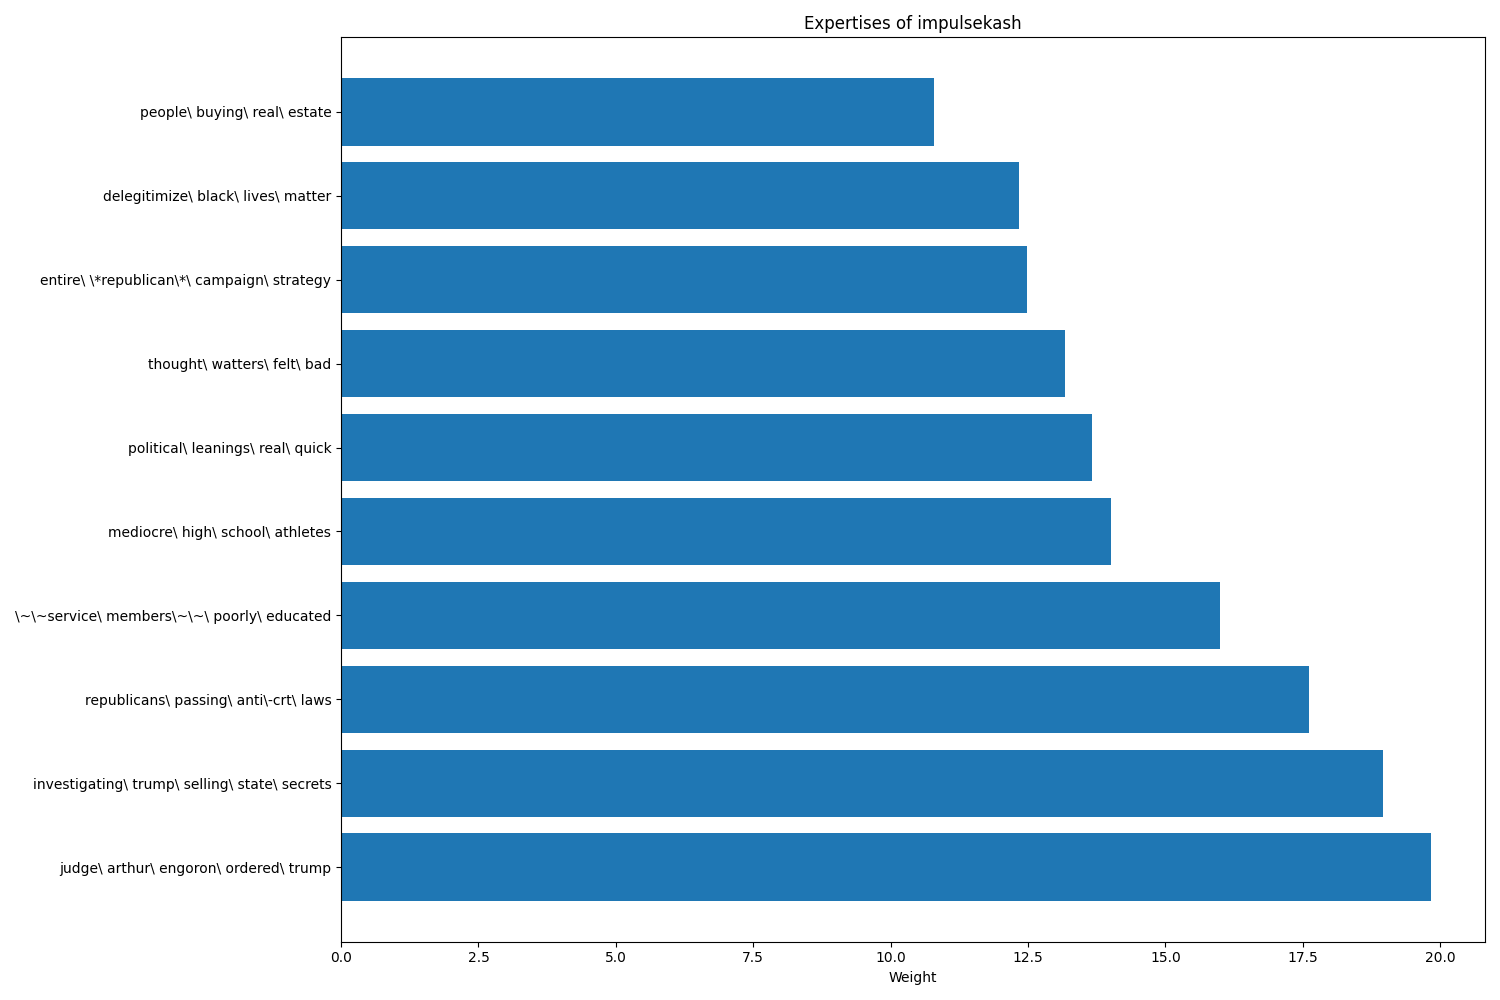 Expertises of impulsekash
people\ buying\ real\ estate
delegitimize\ black\ lives\ matter
entire\ \*republican\*\ campaign\ strategy
thought\ watters\ felt\ bad
political\ leanings\ real\ quick
mediocre\ high\ school\ athletes
\~\~service\ members\~\~\ poorly\ educated
republicans\ passing\ anti\-crt\ laws
investigating\ trump\ selling\ state\ secrets
judge\ arthur\ engoron\ ordered\ trump
0.0 2.5 5.0 7.5 10.0 12.5 15.0 17.5 20.0
Weight